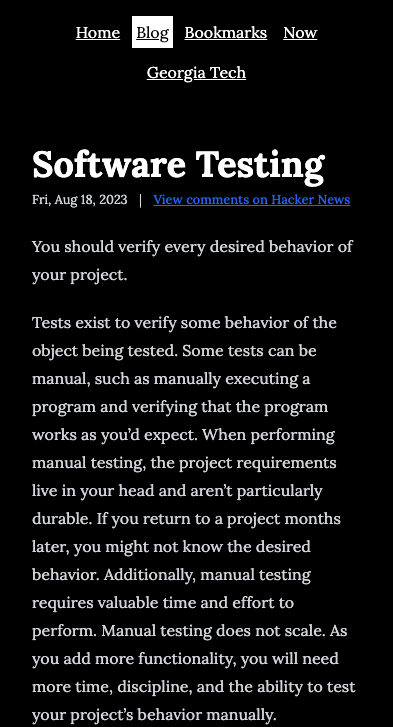 Home Blog Bookmarks Now
Georgia Tech
Software Testing
Fri, Aug 18, 2023 | View comments on Hacker News
You should verify every desired behavior of
your project.
Tests exist to verify some behavior of the
object being tested. Some tests can be
manual, such as manually executing a
program and verifying that the program
works as you’d expect. When performing
manual testing, the project requirements
live in your head and aren’t particularly
durable. If you return to a project months
later, you might not know the desired
behavior. Additionally, manual testing
requires valuable time and effort to
perform. Manual testing does not scale. As
you add more functionality, you will need
more time, discipline, and the ability to test
your project’s behavior manually.